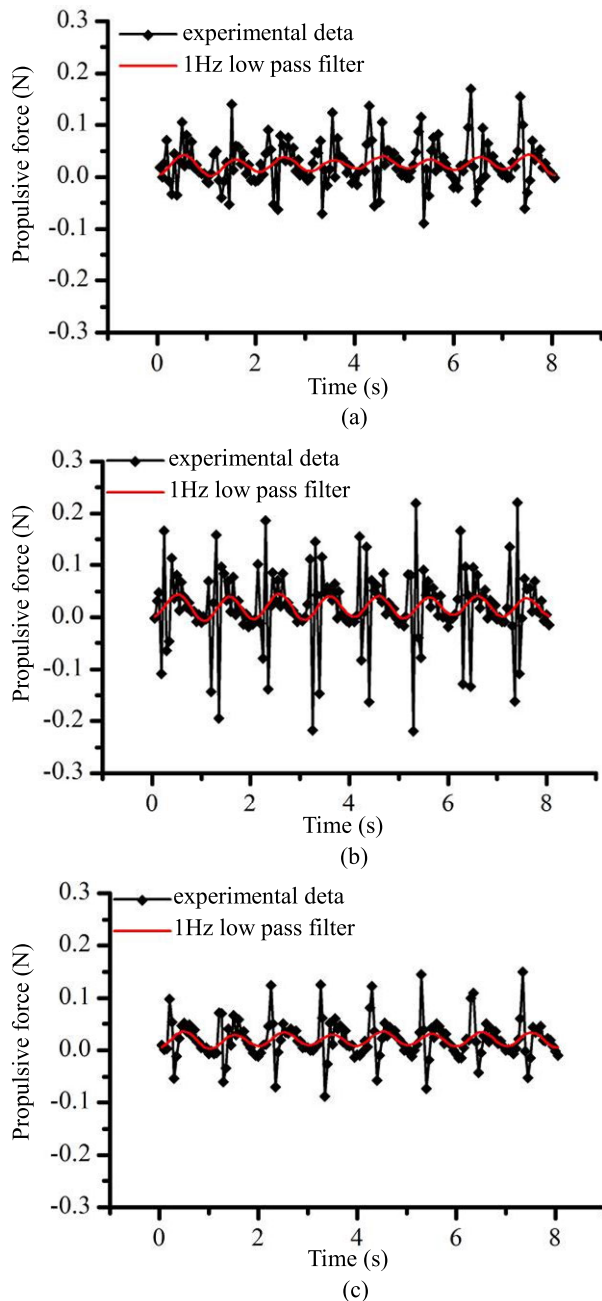 experimental deta
1Hz low pass filter
Propulsive force (N)
0.3
0.2
0.1
0.0
-0.1
-0.2
-0.3
0 2 4 6 8
Time (s)
(a)
experimental deta
1Hz low pass filter
Propulsive force (N)
0.3
0.2
0.1
0.0
-0.1
-0.2
-0.3
0 2 4 6 8
Time (s)
(b)
experimental deta
1Hz low pass filter
Propulsive force (N)
0.3
0.2
0.1
0.0
-0.1
-0.2
-0.3
0 2 4 6 8
Time (s)
(c)